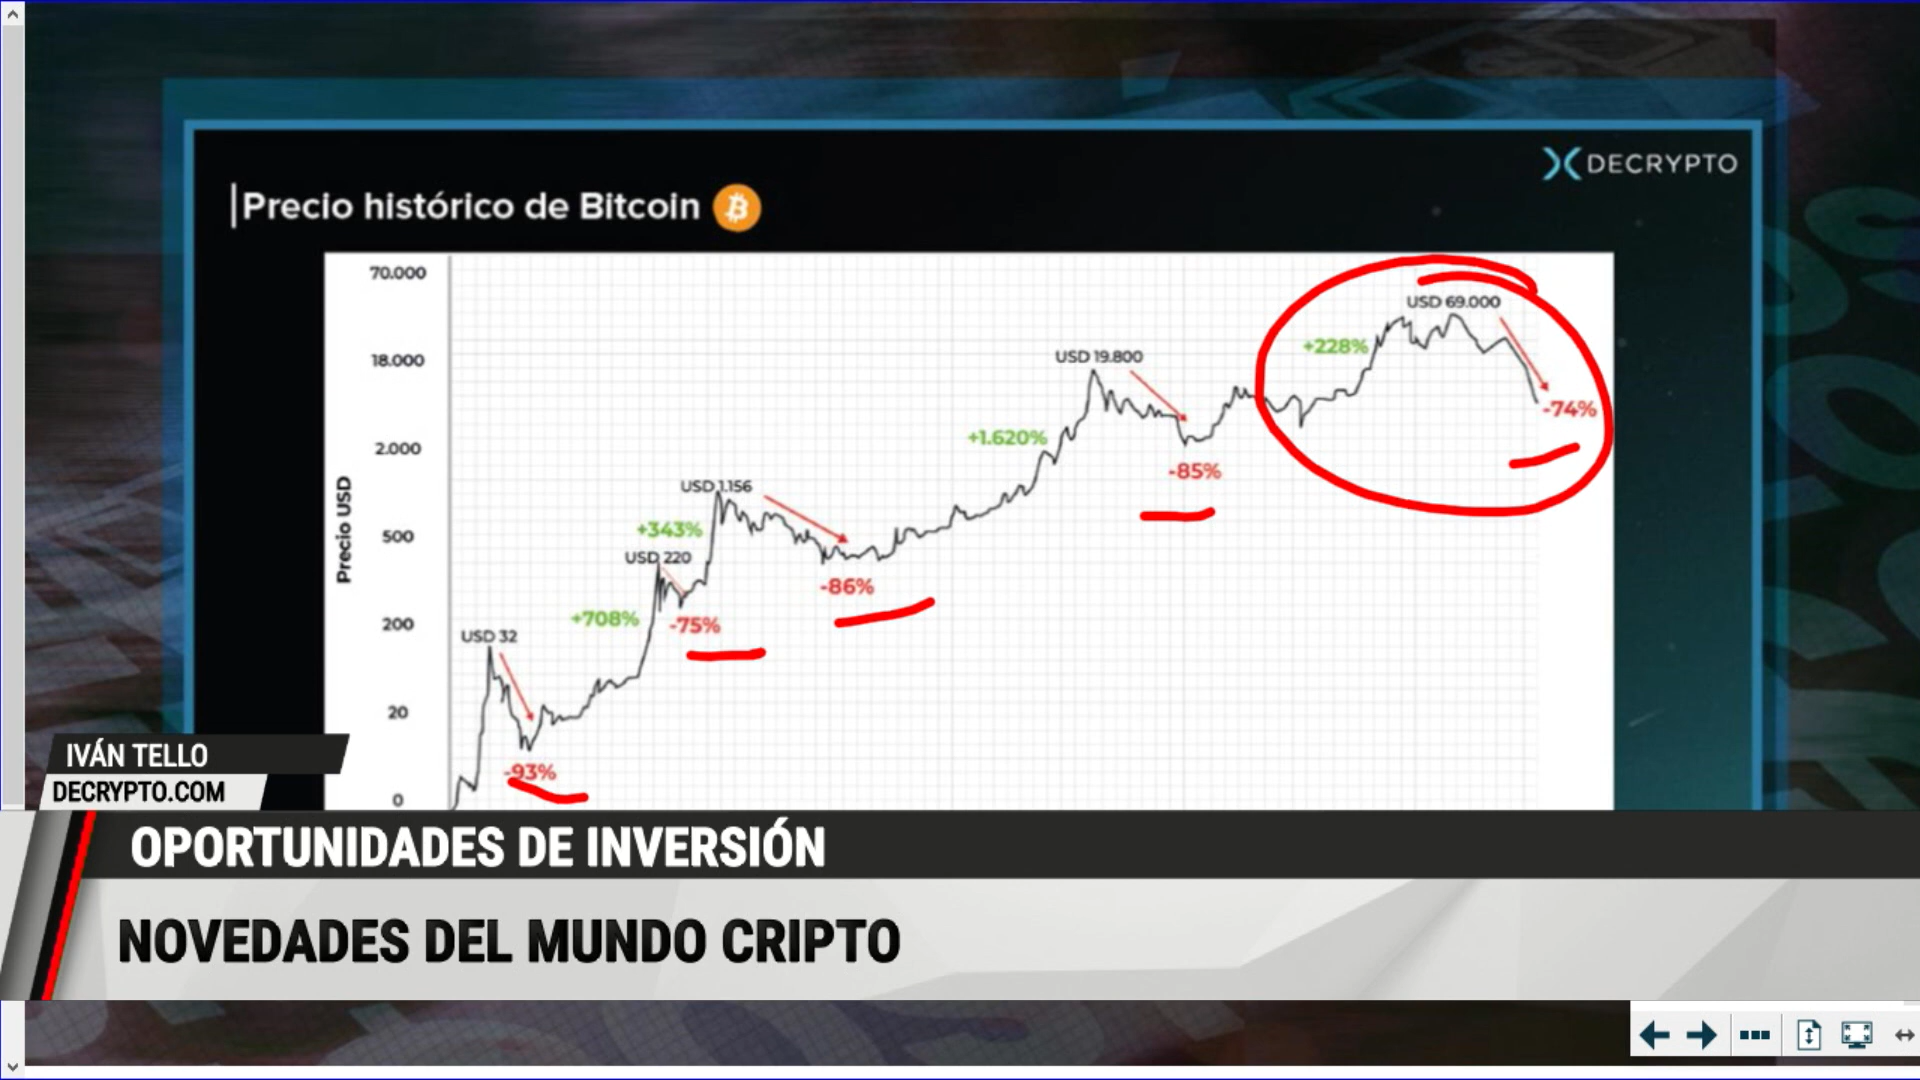 DECRYPTO
Precio histórico de Bitcoin
70.000
18.000
2.000
500
200
20
0
Precio USD
USD 32
-93%
+708%
USD 220
-75%
+343%
USD 1.156
-86%
+1.620%
USD 19.800
-85%
+228%
USD 69.000
-74%
IVÁN TELLO
DECRYPTO.COM
OPORTUNIDADES DE INVERSIÓN
NOVEDADES DEL MUNDO CRIPTO